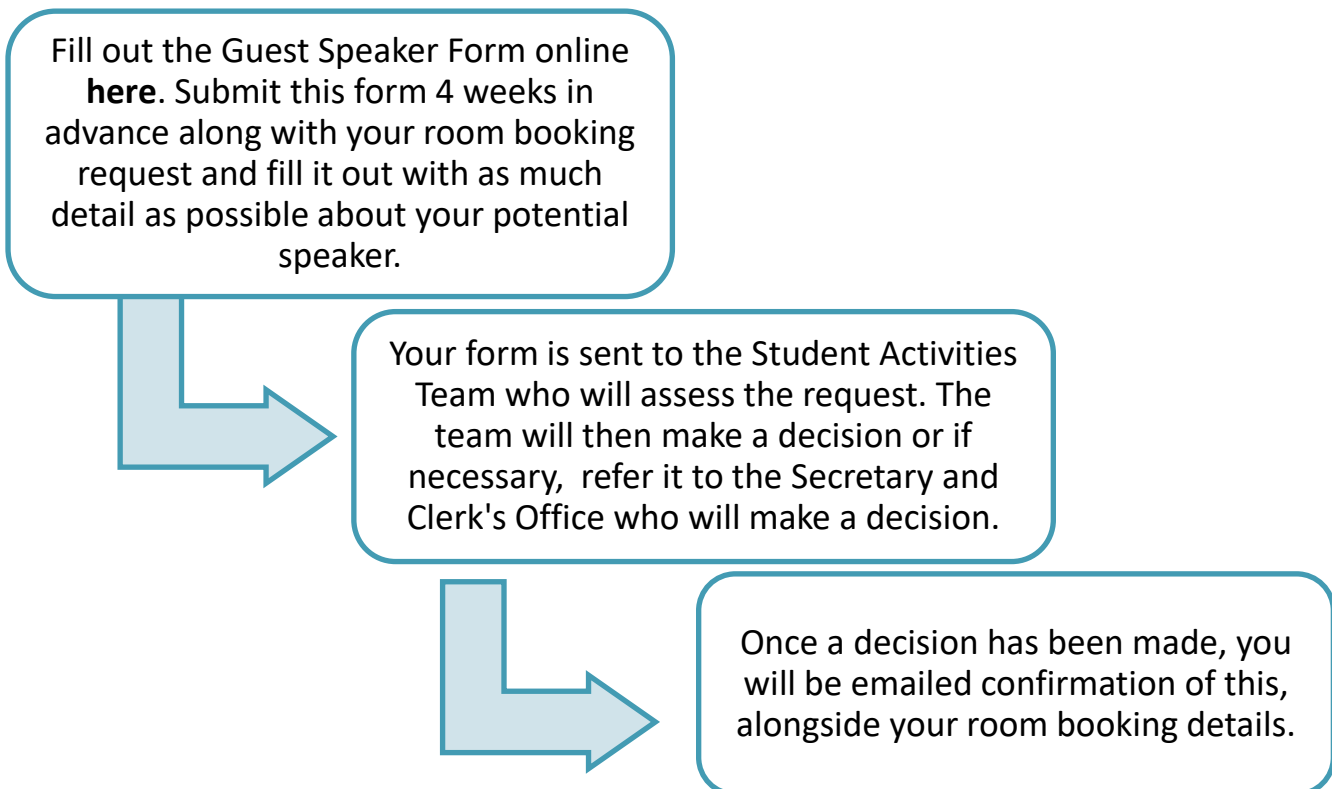 Fill out the Guest Speaker Form online
here. Submit this form 4 weeks in
advance along with your room booking
request and fill it out with as much
detail as possible about your potential
speaker.
Your form is sent to the Student Activities
Team who will assess the request. The
team will then make a decision or if
necessary,  refer it to the Secretary and
Clerk's Office who will make a decision.
Once a decision has been made, you
will be emailed confirmation of this,
alongside your room booking details.